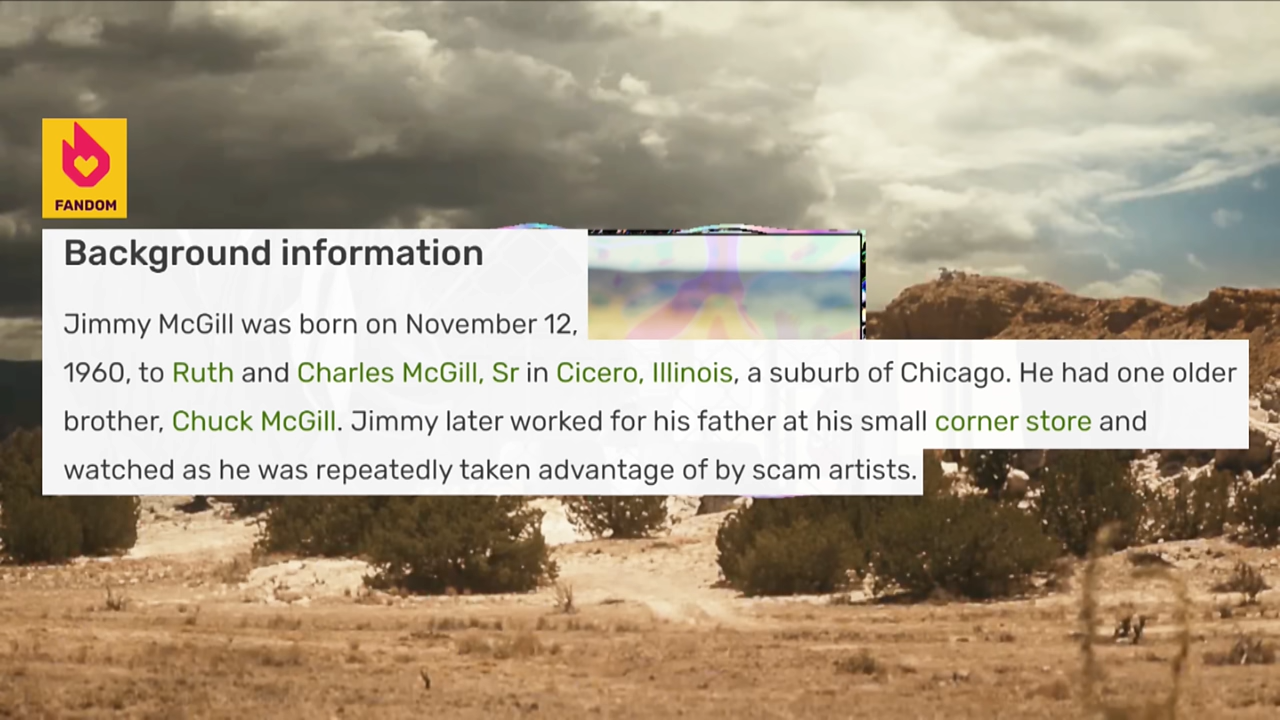 FANDOM
Background information
Jimmy McGill was born on November 12,
1960, to Ruth and Charles McGill, Sr in Cicero, Illinois, a suburb of Chicago. He had one older
brother, Chuck McGill. Jimmy later worked for his father at his small corner store and
watched as he was repeatedly taken advantage of by scam artists.